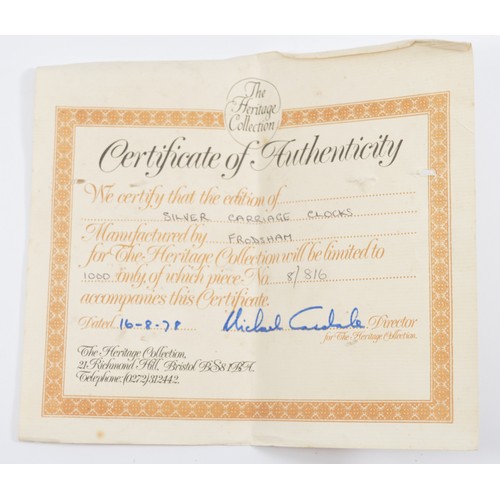 The
Heritage
Collection
Certificate of Authenticity
We certify that the edition of
SILVER CARRIAGE CLOCKS
Manufactured by FRODSHAM
for The Heritage Collection will be limited to
1000 only, of which piece No. 8/816
accompanies this Certificate.
Dated 16-8-78 Michael Director
for The Heritage Collection.
The Heritage Collection,
21, Richmond Hill, Bristol BS8 1BA.
Telephone: (0272) 312442.